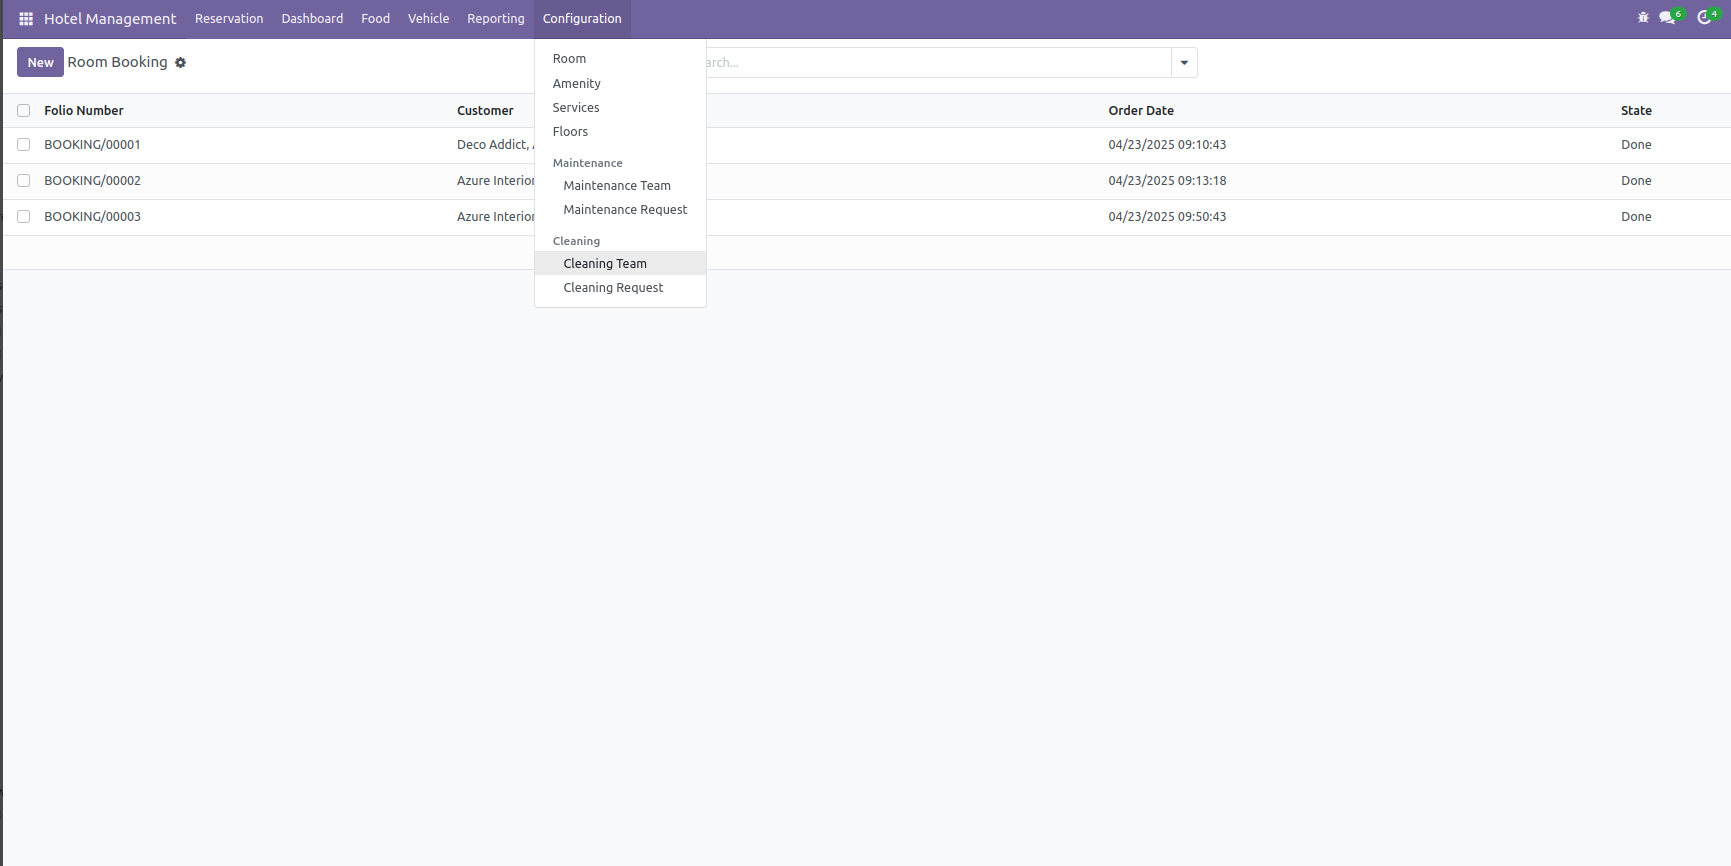 Hotel Management Reservation Dashboard Food Vehicle Reporting Configuration 6 4
New Room Booking
arch...
Room
Amenity
Services
Floors
Maintenance
Maintenance Team
Maintenance Request
Cleaning
Cleaning Team
Cleaning Request
Folio Number Customer Order Date State
BOOKING/00001 Deco Addict, 04/23/2025 09:10:43 Done
BOOKING/00002 Azure Interior 04/23/2025 09:13:18 Done
BOOKING/00003 Azure Interior 04/23/2025 09:50:43 Done